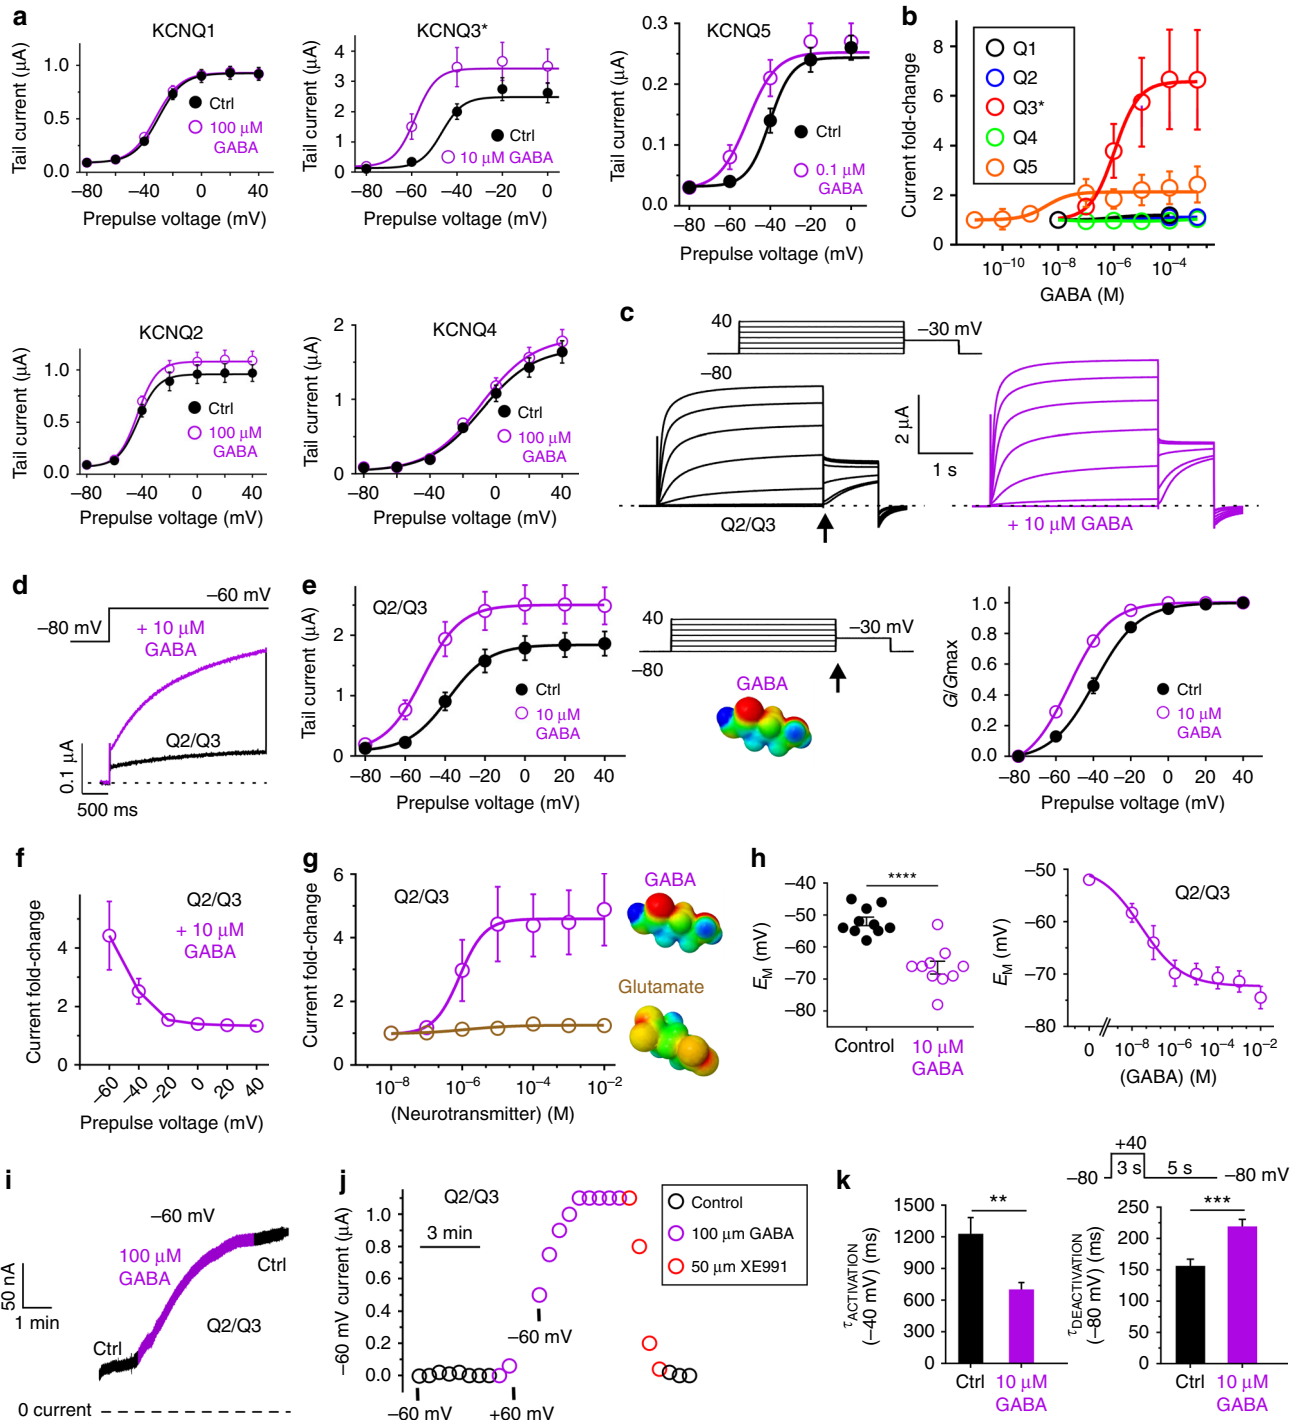 a
KCNQ1
Tail current (μA)
1.0
0.5
0.0
Ctrl
100 μM
GABA
−80 −40 0 40
Prepulse voltage (mV)
KCNQ3*
Tail current (μA)
4
3
2
1
0
Ctrl
10 μM GABA
−80 −60 −40 −20 0
Prepulse voltage (mV)
KCNQ5
Tail current (μA)
0.3
0.2
0.1
0.0
Ctrl
0.1 μM
GABA
−80 −60 −40 −20 0
Prepulse voltage (mV)
b
Current fold-change
8
6
4
2
0
Q1
Q2
Q3*
Q4
Q5
10⁻¹⁰ 10⁻⁸ 10⁻⁶ 10⁻⁴
GABA (M)
KCNQ2
Tail current (μA)
1.0
0.5
0.0
Ctrl
100 μM
GABA
−80 −40 0 40
Prepulse voltage (mV)
KCNQ4
Tail current (μA)
2
1
0
Ctrl
100 μM
GABA
−80 −60 −40 −20 0 20 40
Prepulse voltage (mV)
c
40
−30 mV
−80
2 μA
1 s
Q2/Q3
+ 10 μM GABA
d
−60 mV
−80 mV
+ 10 μM
GABA
Q2/Q3
0.1 μA
500 ms
e
Q2/Q3
Tail current (μA)
2
1
0
Ctrl
10 μM
GABA
−80 −60 −40 −20 0 20 40
Prepulse voltage (mV)
40
−30 mV
−80
GABA
G/Gmax
1.0
0.8
0.6
0.4
0.2
0.0
Ctrl
10 μM
GABA
−80 −60 −40 −20 0 20 40
Prepulse voltage (mV)
f
Q2/Q3
+ 10 μM
GABA
Current fold-change
4
2
0
−60 −40 −20 0 20 40
Prepulse voltage (mV)
g
Q2/Q3
Current fold-change
6
4
2
0
10⁻⁸ 10⁻⁶ 10⁻⁴ 10⁻²
(Neurotransmitter) (M)
GABA
Glutamate
h
****
E_M (mV)
−40
−50
−60
−70
−80
Control
10 μM
GABA
Q2/Q3
E_M (mV)
−50
−60
−70
−80
0 10⁻⁸ 10⁻⁶ 10⁻⁴ 10⁻²
(GABA) (M)
i
−60 mV
100 μM
GABA
Ctrl
50 nA
1 min
Q2/Q3
Ctrl
0 current
j
Q2/Q3
−60 mV current (μA)
1.0
0.8
0.6
0.4
0.2
0.0
3 min
−60 mV
−60 mV
+60 mV
Control
100 μm GABA
50 μm XE991
k
+40
−80
3 s
5 s
−80 mV
τACTIVATION
(−40 mV) (ms)
1500
1200
900
600
300
0
**
Ctrl
10 μM
GABA
τDEACTIVATION
(−80 mV) (ms)
250
200
150
100
50
0
***
Ctrl
10 μM
GABA